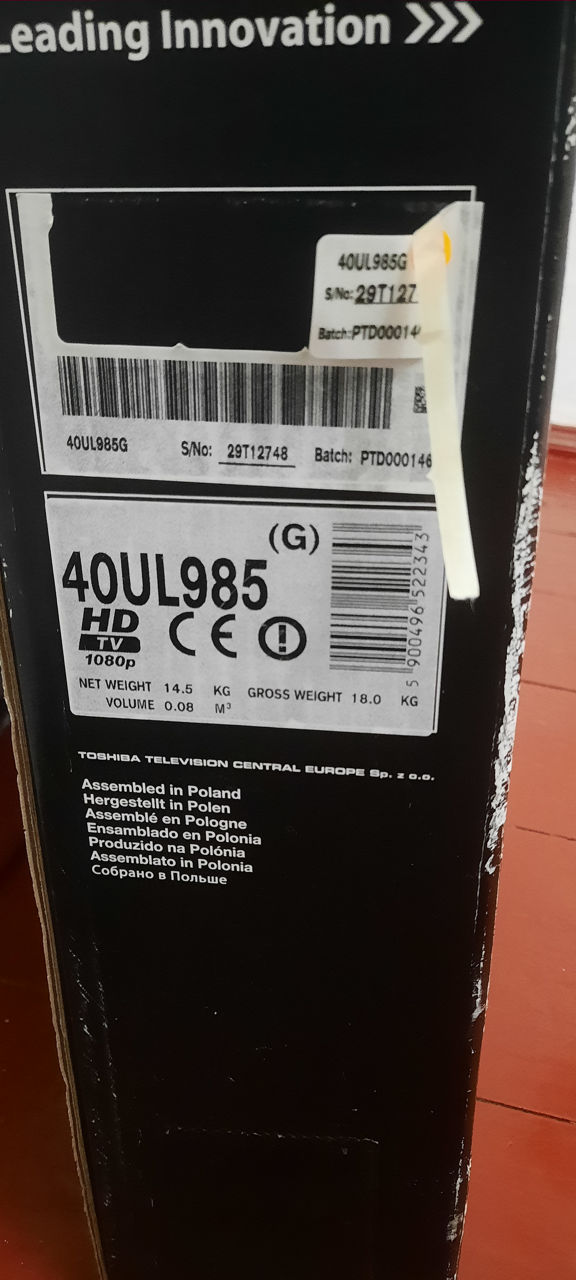 Leading Innovation >>>
40UL985G
S/No: 29T127
Batch:PTD00014
40UL985G S/No: 29T12748 Batch: PTD000146
(G)
40UL985
HD
TV
1080p
CE
5 900496 522343
NET WEIGHT 14.5 KG GROSS WEIGHT 18.0 KG
VOLUME 0.08 M³
TOSHIBA TELEVISION CENTRAL EUROPE Sp. z o.o.
Assembled in Poland
Hergestellt in Polen
Assemblé en Pologne
Ensamblado en Polonia
Produzido na Polónia
Assemblato in Polonia
Собрано в Польше